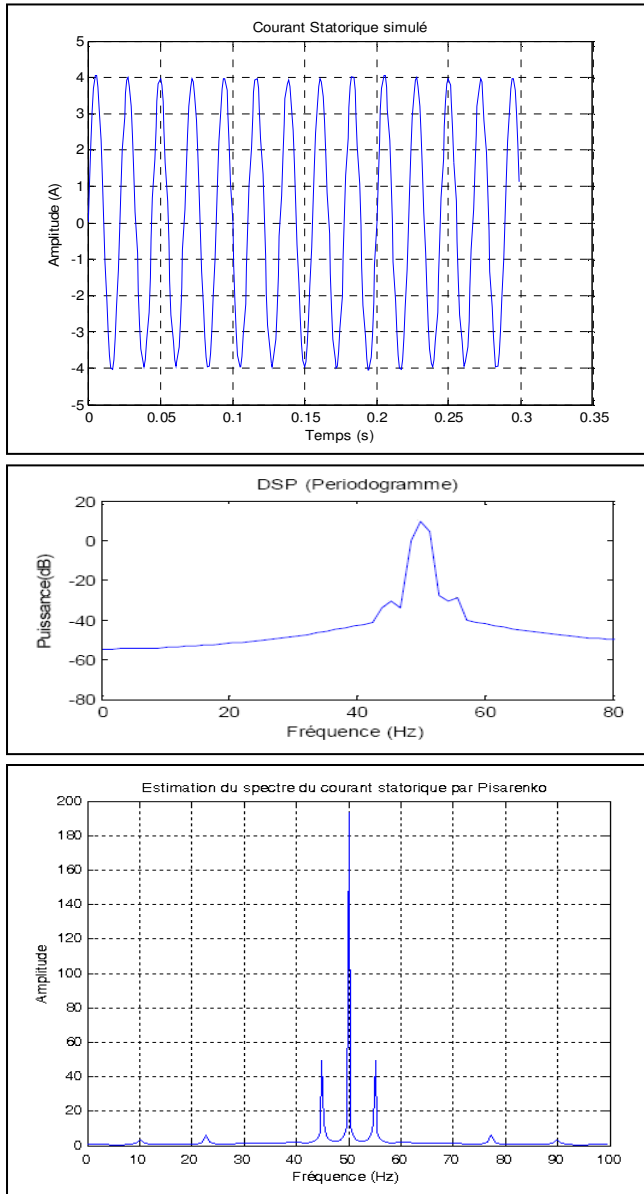 Courant Statorique simulé
5
4
3
2
1
0
-1
-2
-3
-4
-5
Amplitude (A)
0 0.05 0.1 0.15 0.2 0.25 0.3 0.35
Temps (s)
DSP (Periodogramme)
20
0
-20
-40
-60
-80
Puissance(dB)
0 20 40 60 80
Fréquence (Hz)
Estimation du spectre du courant statorique par Pisarenko
200
180
160
140
120
100
80
60
40
20
0
Amplitude
0 10 20 30 40 50 60 70 80 90 100
Fréquence (Hz)